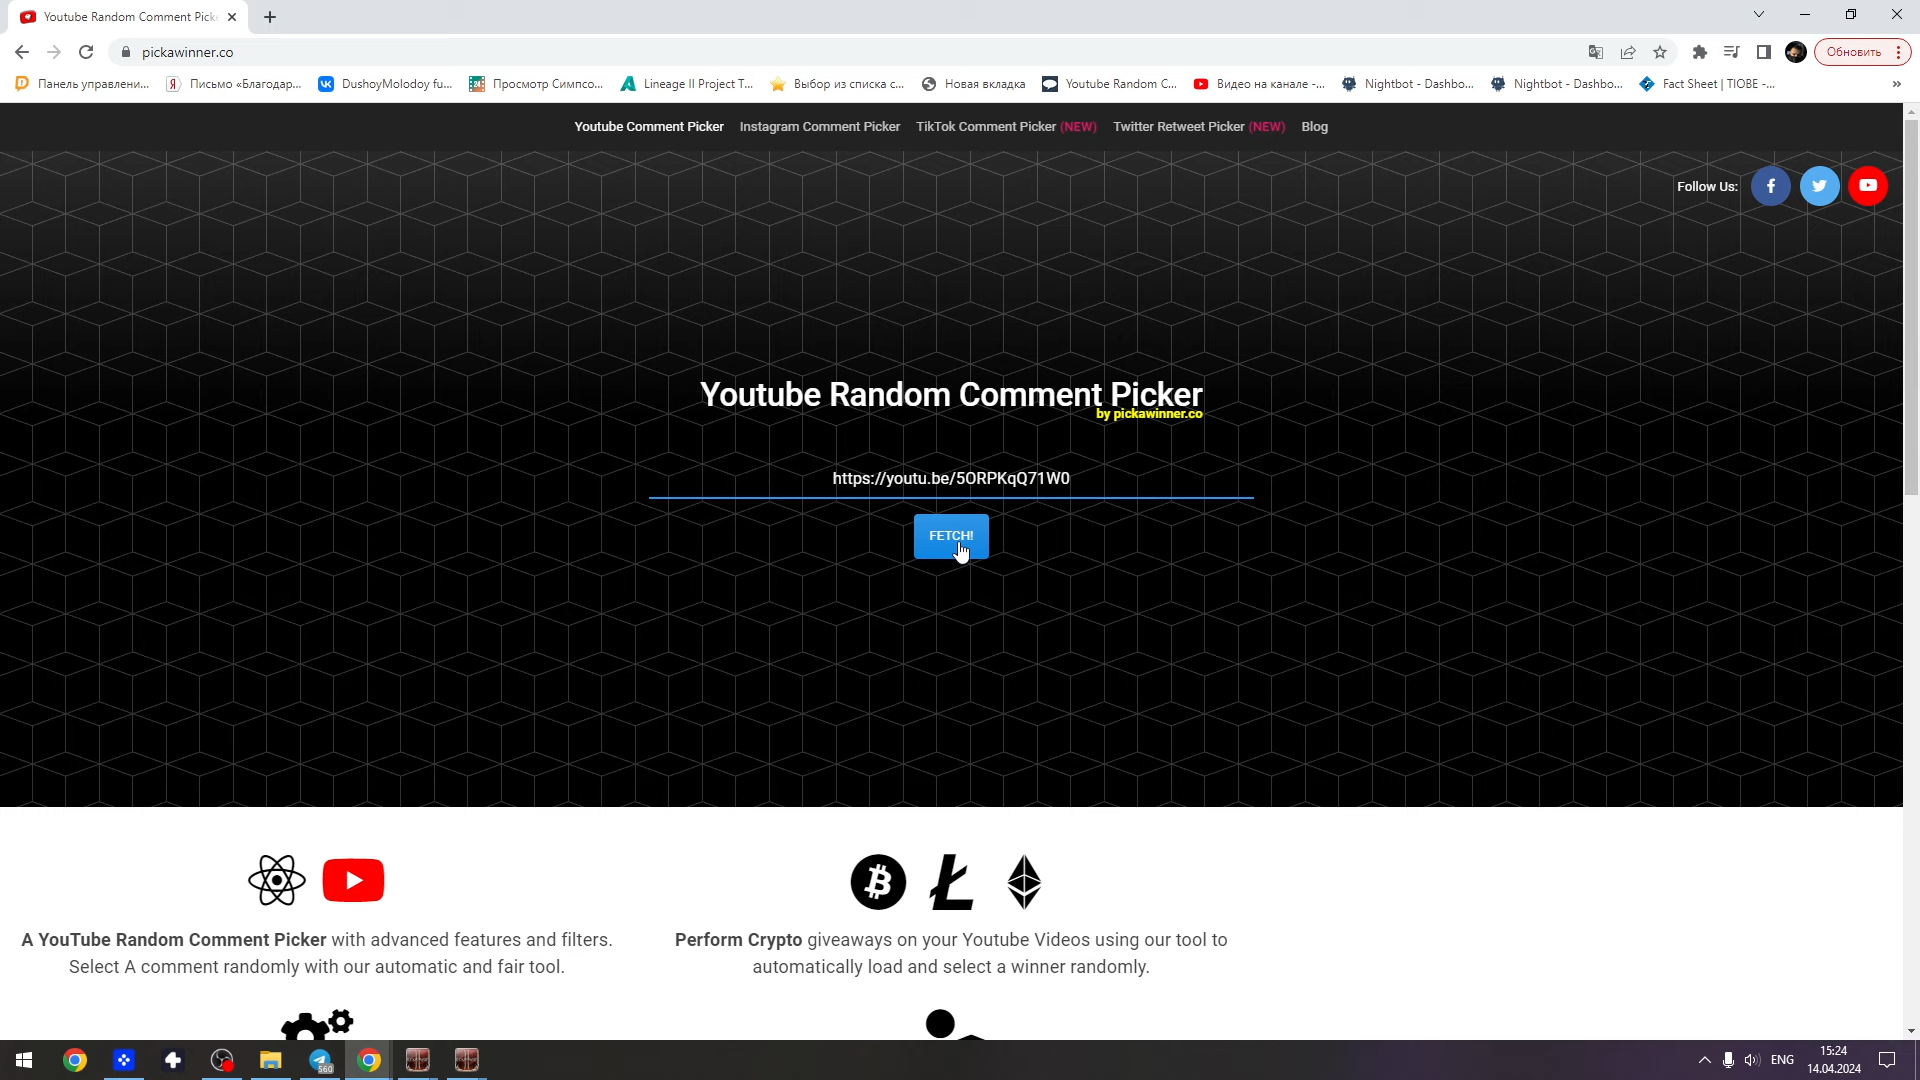 Youtube Random Comment Picke
pickawinner.co
Обновить
Панель управлени...
Письмо «Благодар...
DushoyMolodoy fu...
Просмотр Симпсо...
Lineage II Project T...
Выбор из списка с...
Новая вкладка
Youtube Random C...
Видео на канале -...
Nightbot - Dashbo...
Nightbot - Dashbo...
Fact Sheet | TIOBE -...
Youtube Comment Picker
Instagram Comment Picker
TikTok Comment Picker (NEW)
Twitter Retweet Picker (NEW)
Blog
Follow Us:
Youtube Random Comment Picker
by pickawinner.co
https://youtu.be/5ORPKqQ71W0
FETCH!
A YouTube Random Comment Picker with advanced features and filters.
Select A comment randomly with our automatic and fair tool.
Perform Crypto giveaways on your Youtube Videos using our tool to
automatically load and select a winner randomly.
560
ENG
15:24
14.04.2024